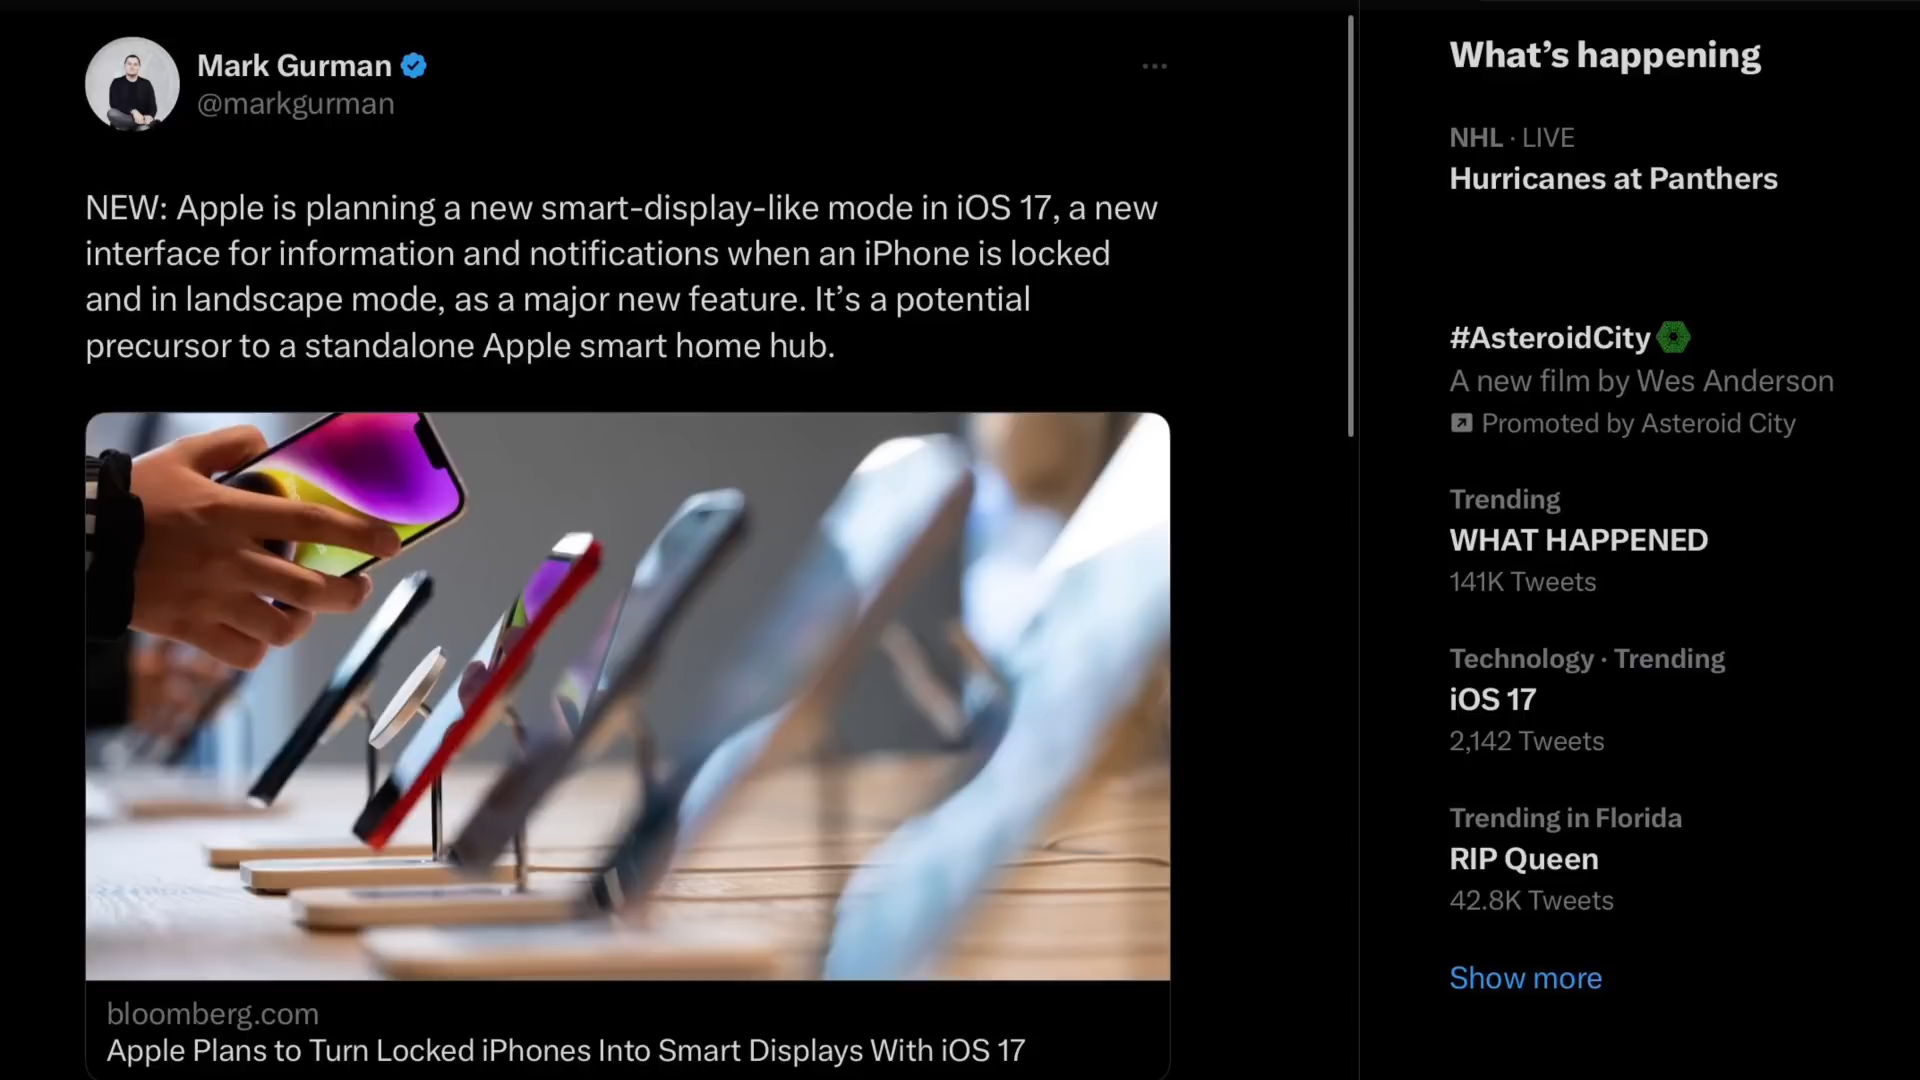 Mark Gurman
@markgurman
NEW: Apple is planning a new smart-display-like mode in iOS 17, a new
interface for information and notifications when an iPhone is locked
and in landscape mode, as a major new feature. It’s a potential
precursor to a standalone Apple smart home hub.
bloomberg.com
Apple Plans to Turn Locked iPhones Into Smart Displays With iOS 17
What’s happening
NHL · LIVE
Hurricanes at Panthers
#AsteroidCity
A new film by Wes Anderson
Promoted by Asteroid City
Trending
WHAT HAPPENED
141K Tweets
Technology · Trending
iOS 17
2,142 Tweets
Trending in Florida
RIP Queen
42.8K Tweets
Show more